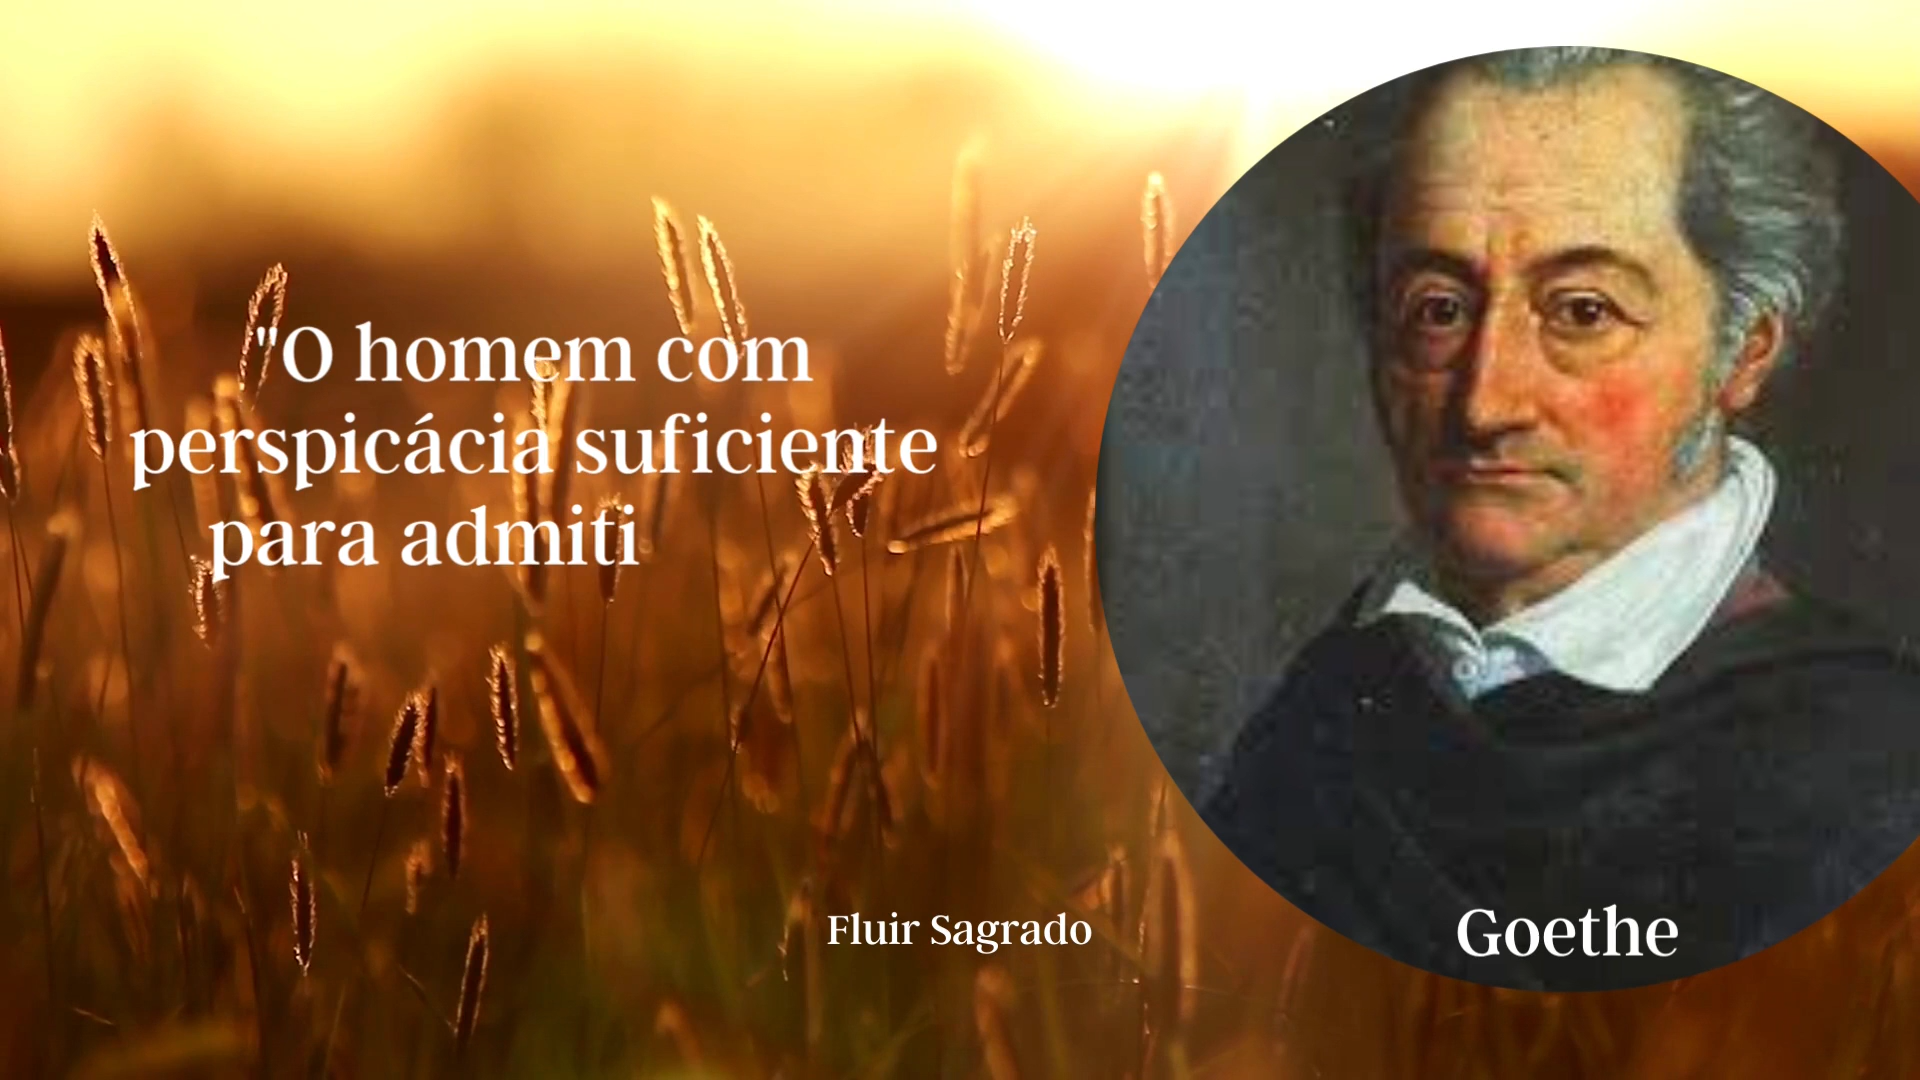 "O homem com
perspicácia suficiente
para admiti
Fluir Sagrado
Goethe